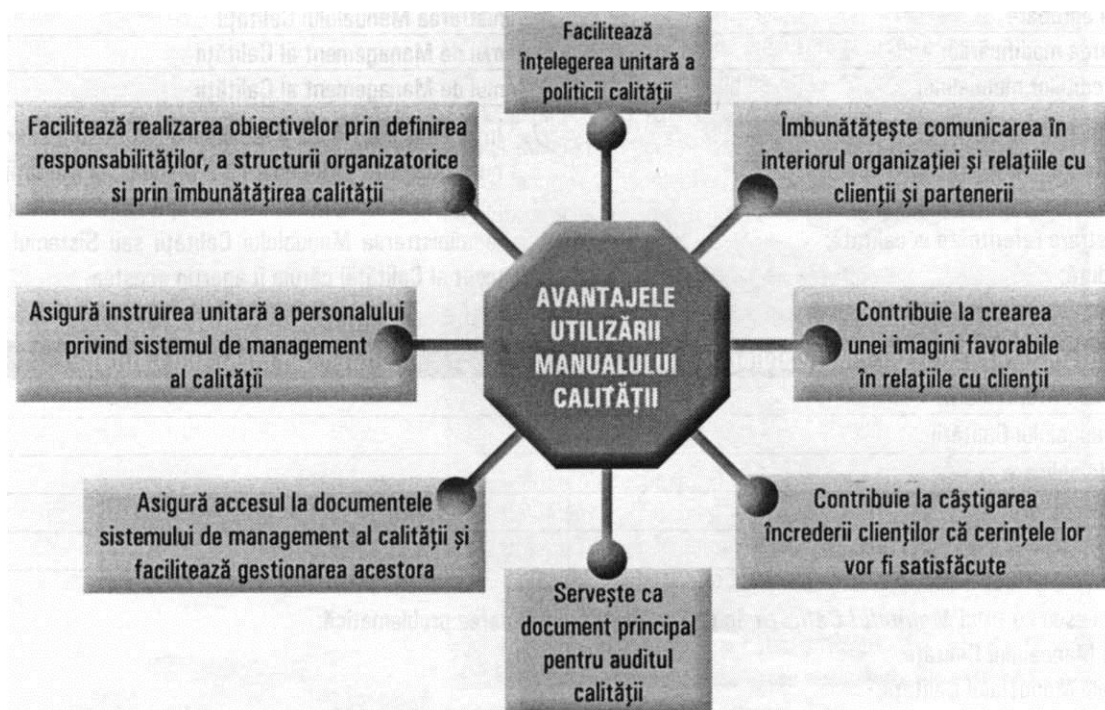 Facilitează
înțelegerea unitară a
politicii calității
Facilitează realizarea obiectivelor prin definirea
responsabilităților, a structurii organizatorice
si prin îmbunătățirea calității
Îmbunătățește comunicarea în
interiorul organizației și relațiile cu
clienții și partenerii
AVANTAJELE
UTILIZĂRII
MANUALULUI
CALITĂȚII
Asigură instruirea unitară a personalului
privind sistemul de management
al calității
Contribuie la crearea
unei imagini favorabile
în relațiile cu clienții
Asigură accesul la documentele
sistemului de management al calității și
facilitează gestionarea acestora
Contribuie la câștigarea
încrederii clienților că cerințele lor
vor fi satisfăcute
Servește ca
document principal
pentru auditul
calității